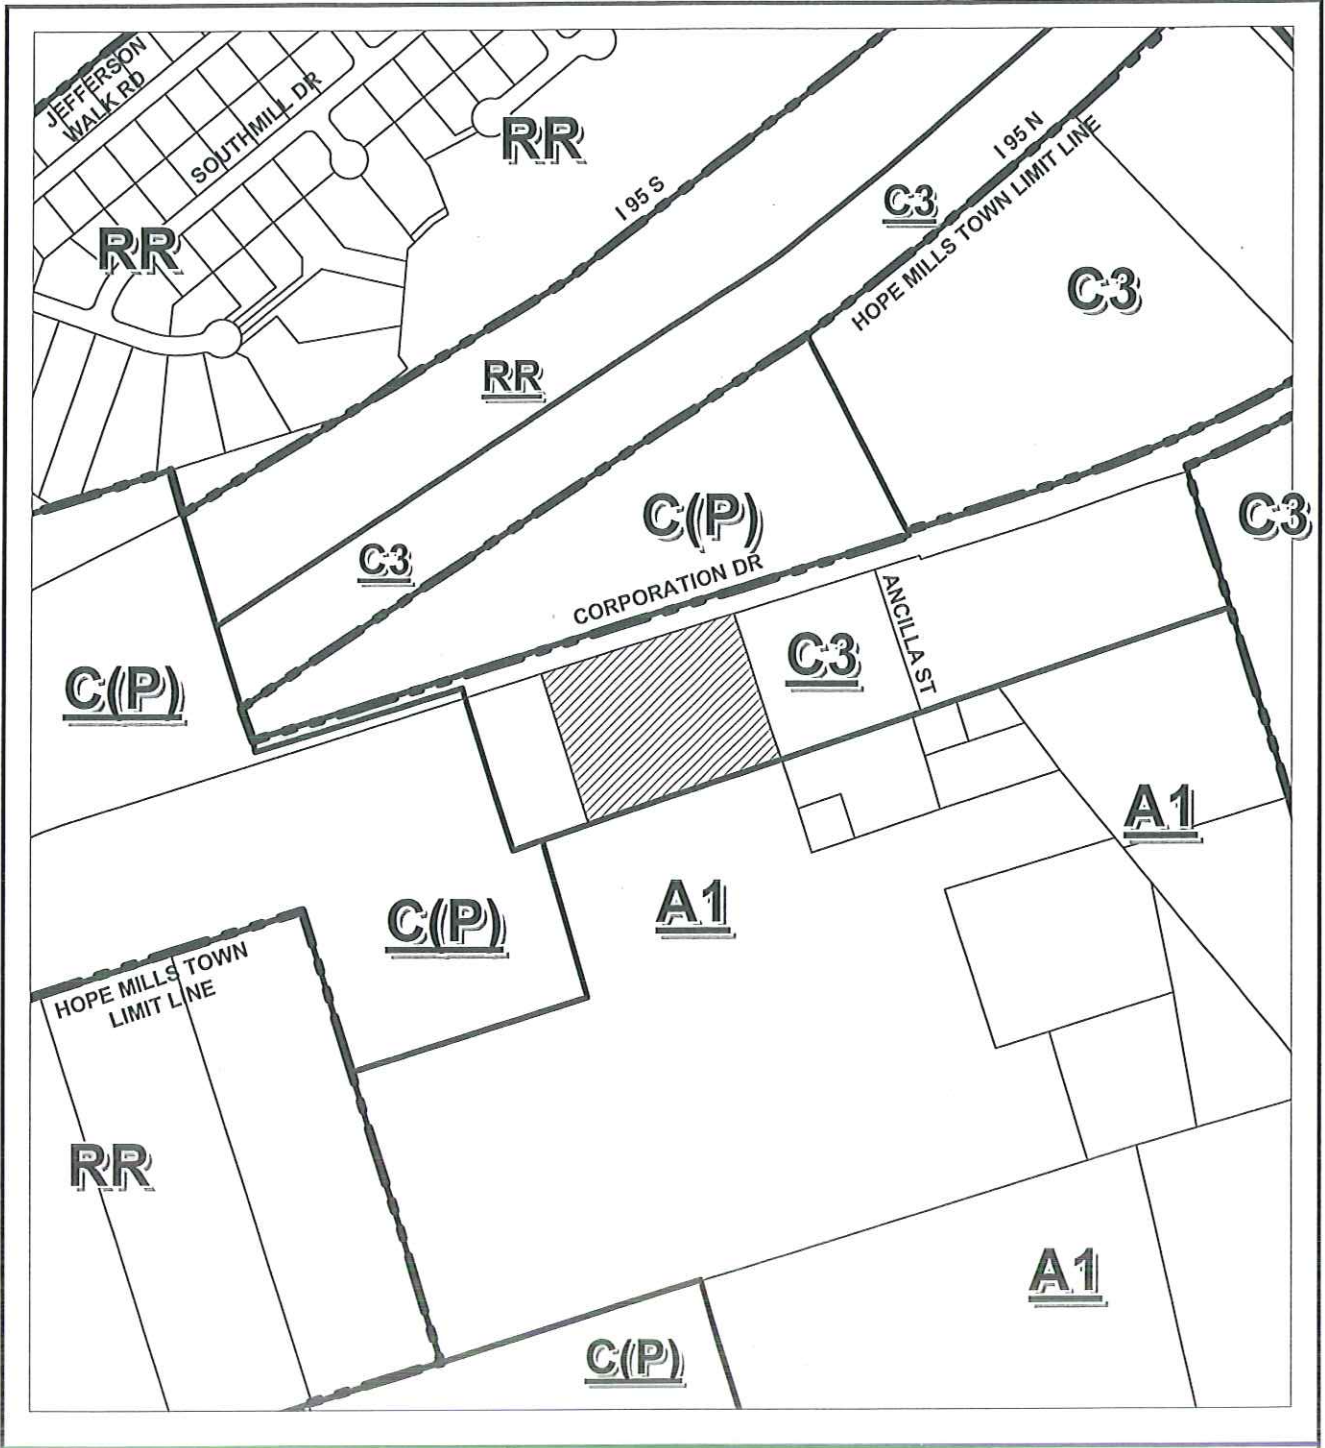 JEFFERSON
WALK RD
SOUTHMILL DR
RR
RR
I 95 S
I 95 N
HOPE MILLS TOWN LIMIT LINE
C3
C3
RR
C(P)
C3
C3
CORPORATION DR
ANCILLA ST
C3
C(P)
A1
A1
C(P)
HOPE MILLS TOWN
LIMIT LINE
RR
A1
C(P)